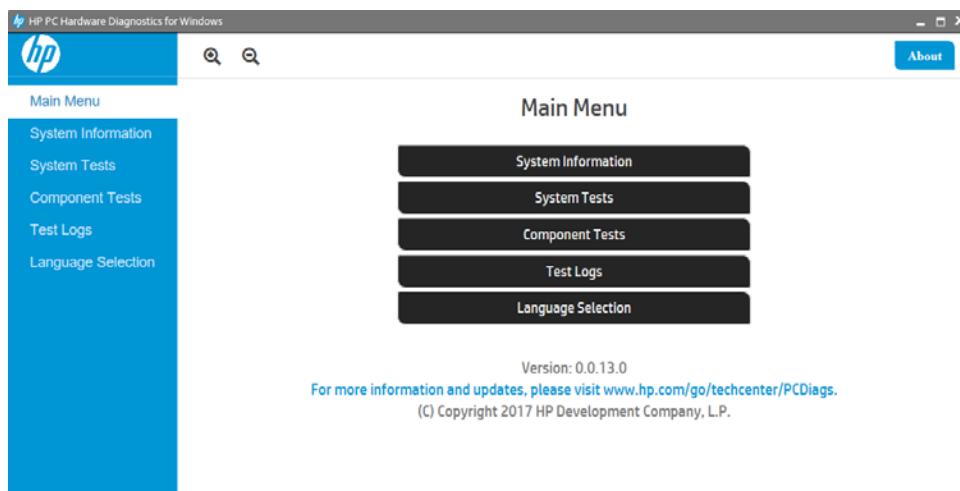 HP PC Hardware Diagnostics for Windows
hp
About
Main Menu
System Information
System Tests
Component Tests
Test Logs
Language Selection
Main Menu
System Information
System Tests
Component Tests
Test Logs
Language Selection
Version: 0.0.13.0
For more information and updates, please visit www.hp.com/go/techcenter/PCDiags.
(C) Copyright 2017 HP Development Company, L.P.